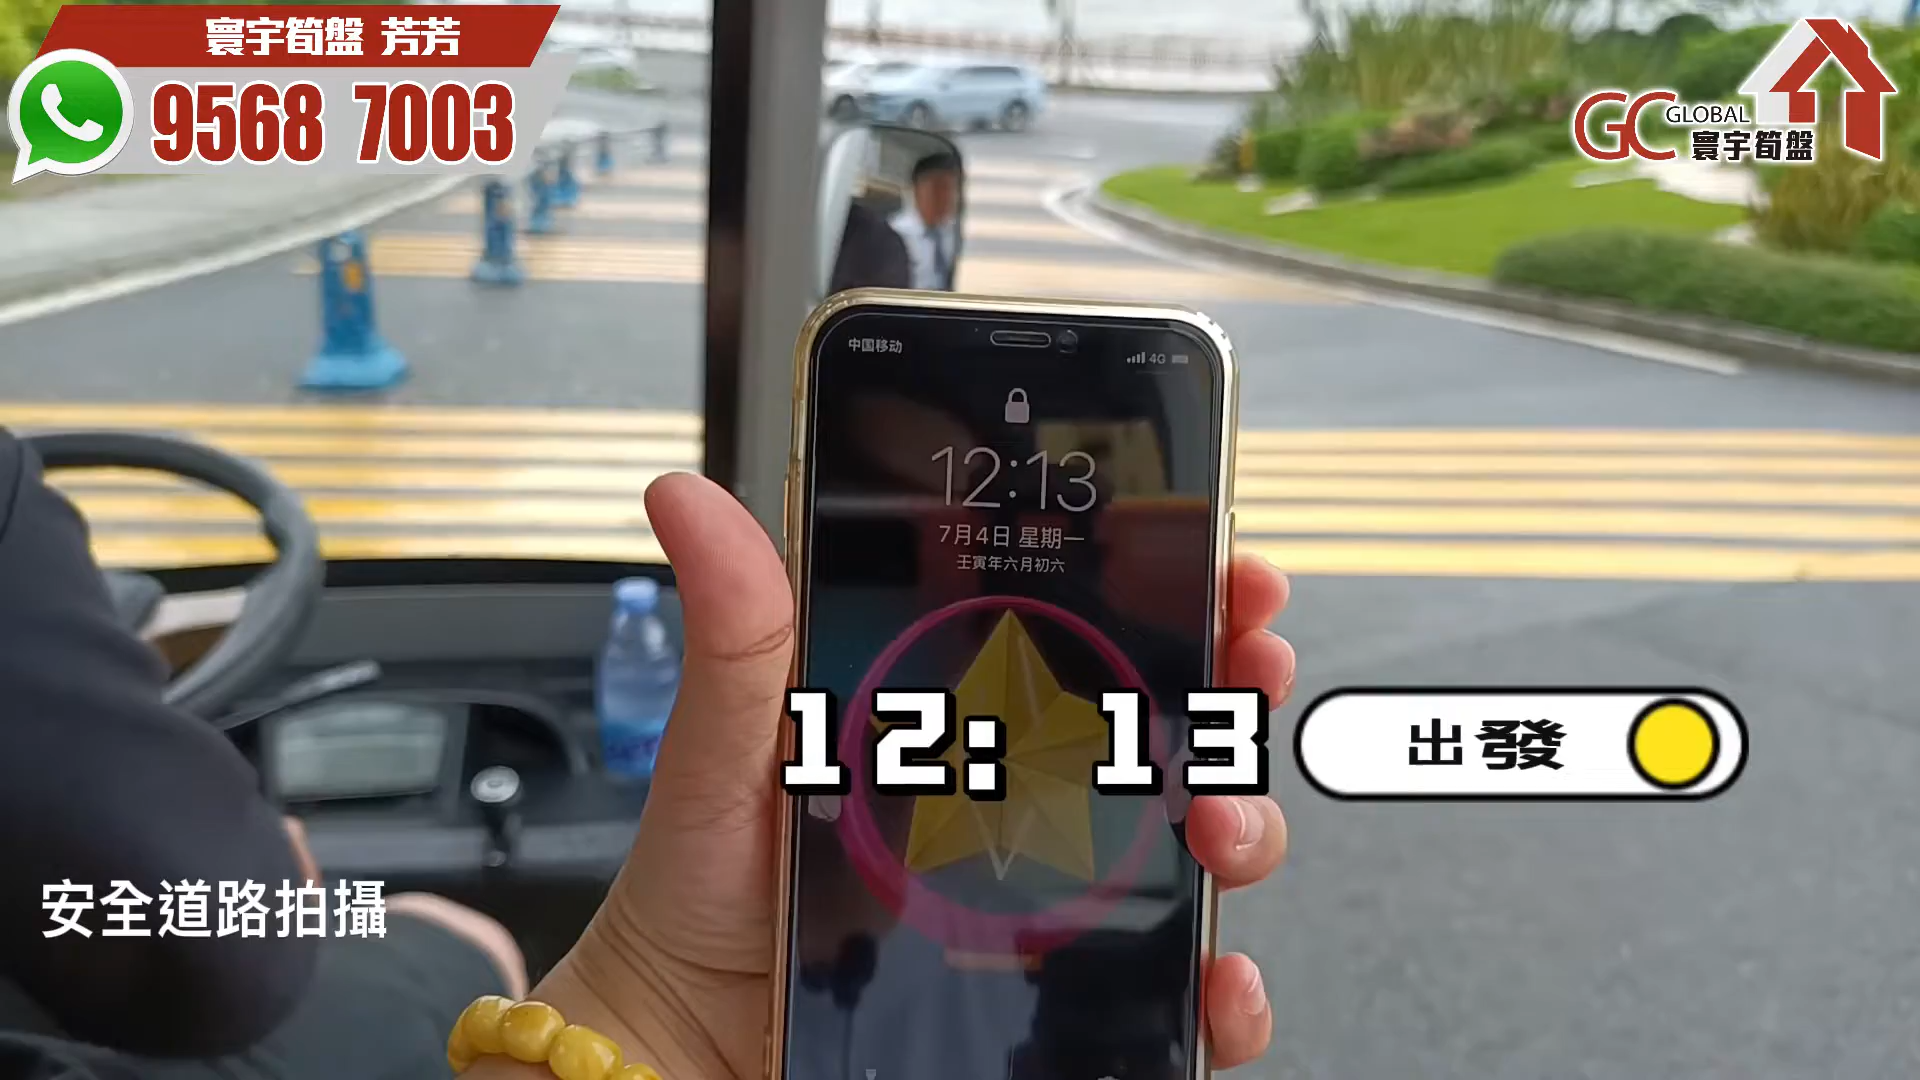 寰宇筍盤 芳芳
9568 7003
GC GLOBAL
寰宇筍盤
中国移动
4G
12:13
7月4日 星期一
壬寅年六月初六
12: 13
出發
安全道路拍攝